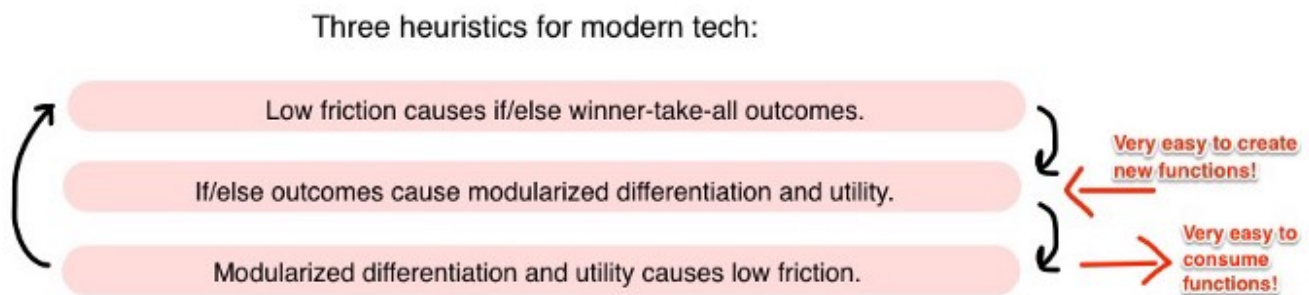 Three heuristics for modern tech:
Low friction causes if/else winner-take-all outcomes.
Very easy to create
new functions!
If/else outcomes cause modularized differentiation and utility.
Very easy to
consume
functions!
Modularized differentiation and utility causes low friction.